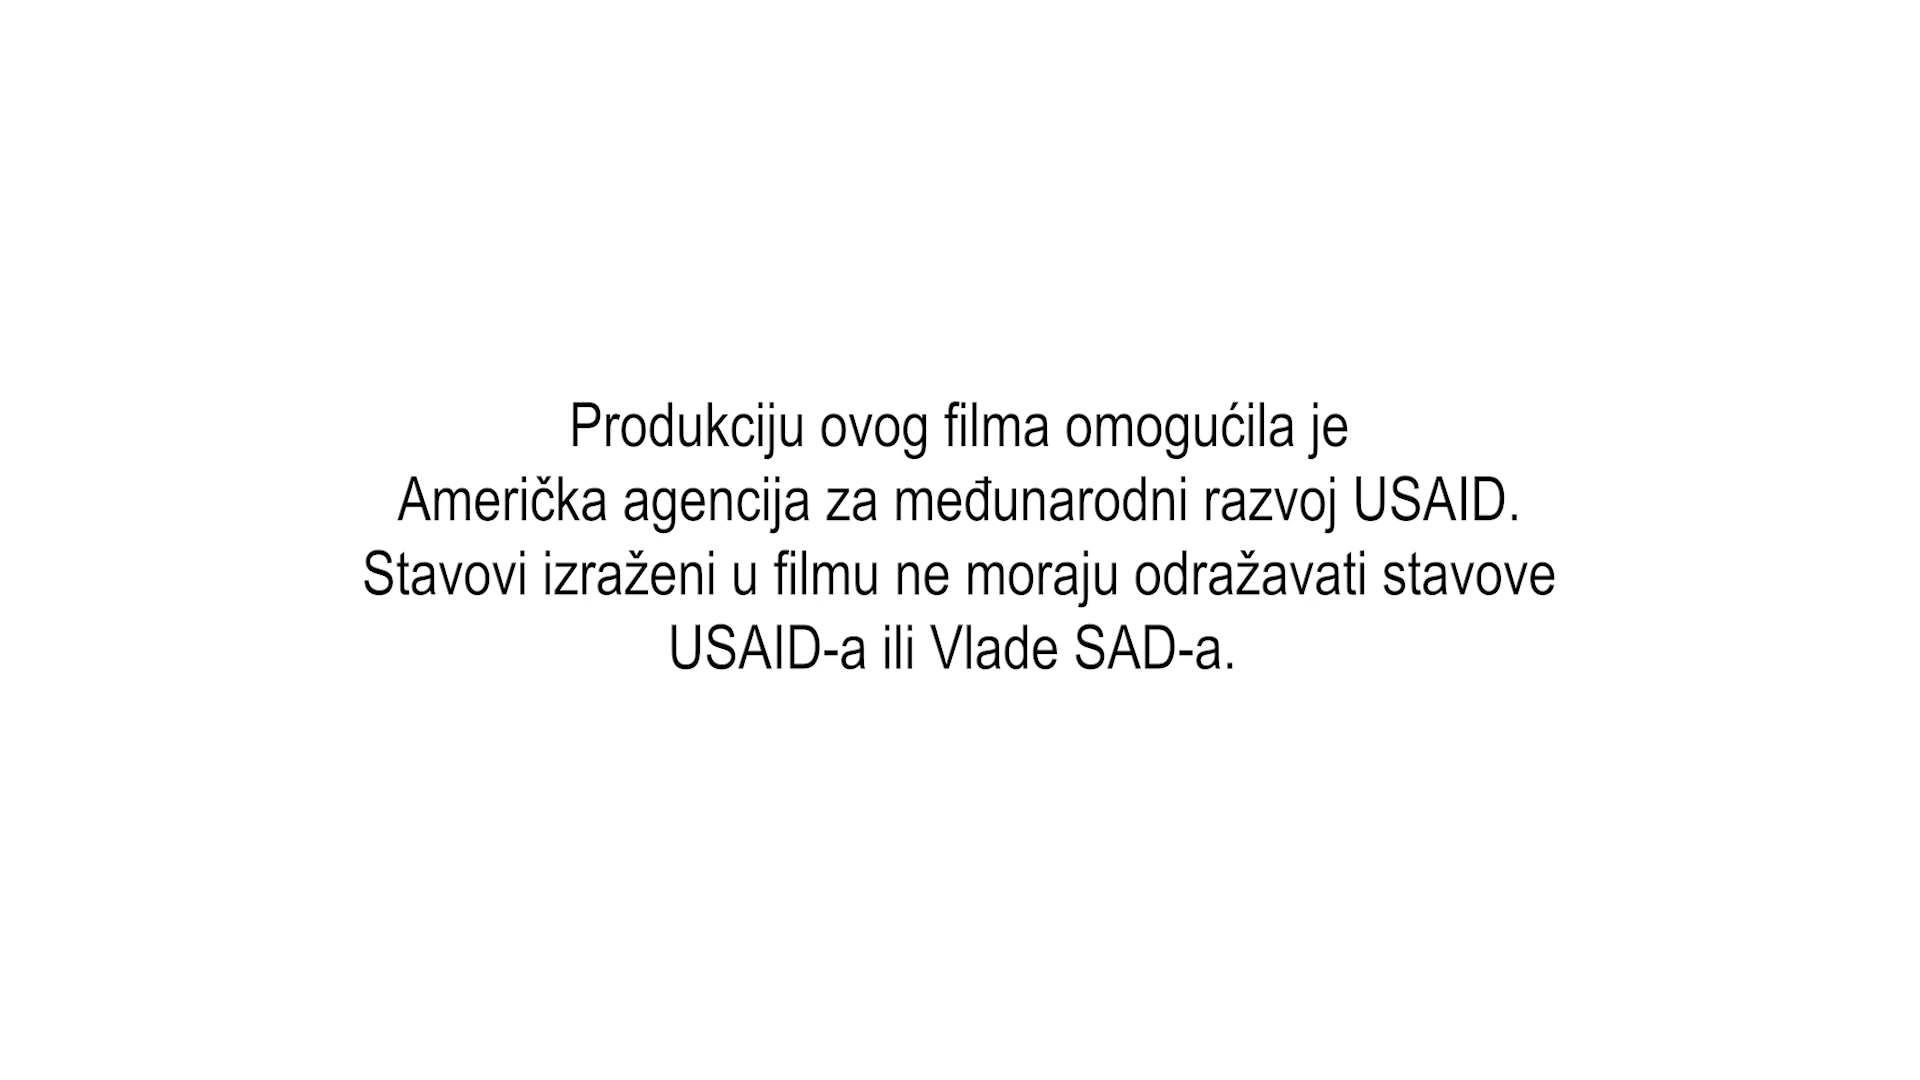 Produkciju ovog filma omogućila je
Američka agencija za međunarodni razvoj USAID.
Stavovi izraženi u filmu ne moraju odražavati stavove
USAID-a ili Vlade SAD-a.